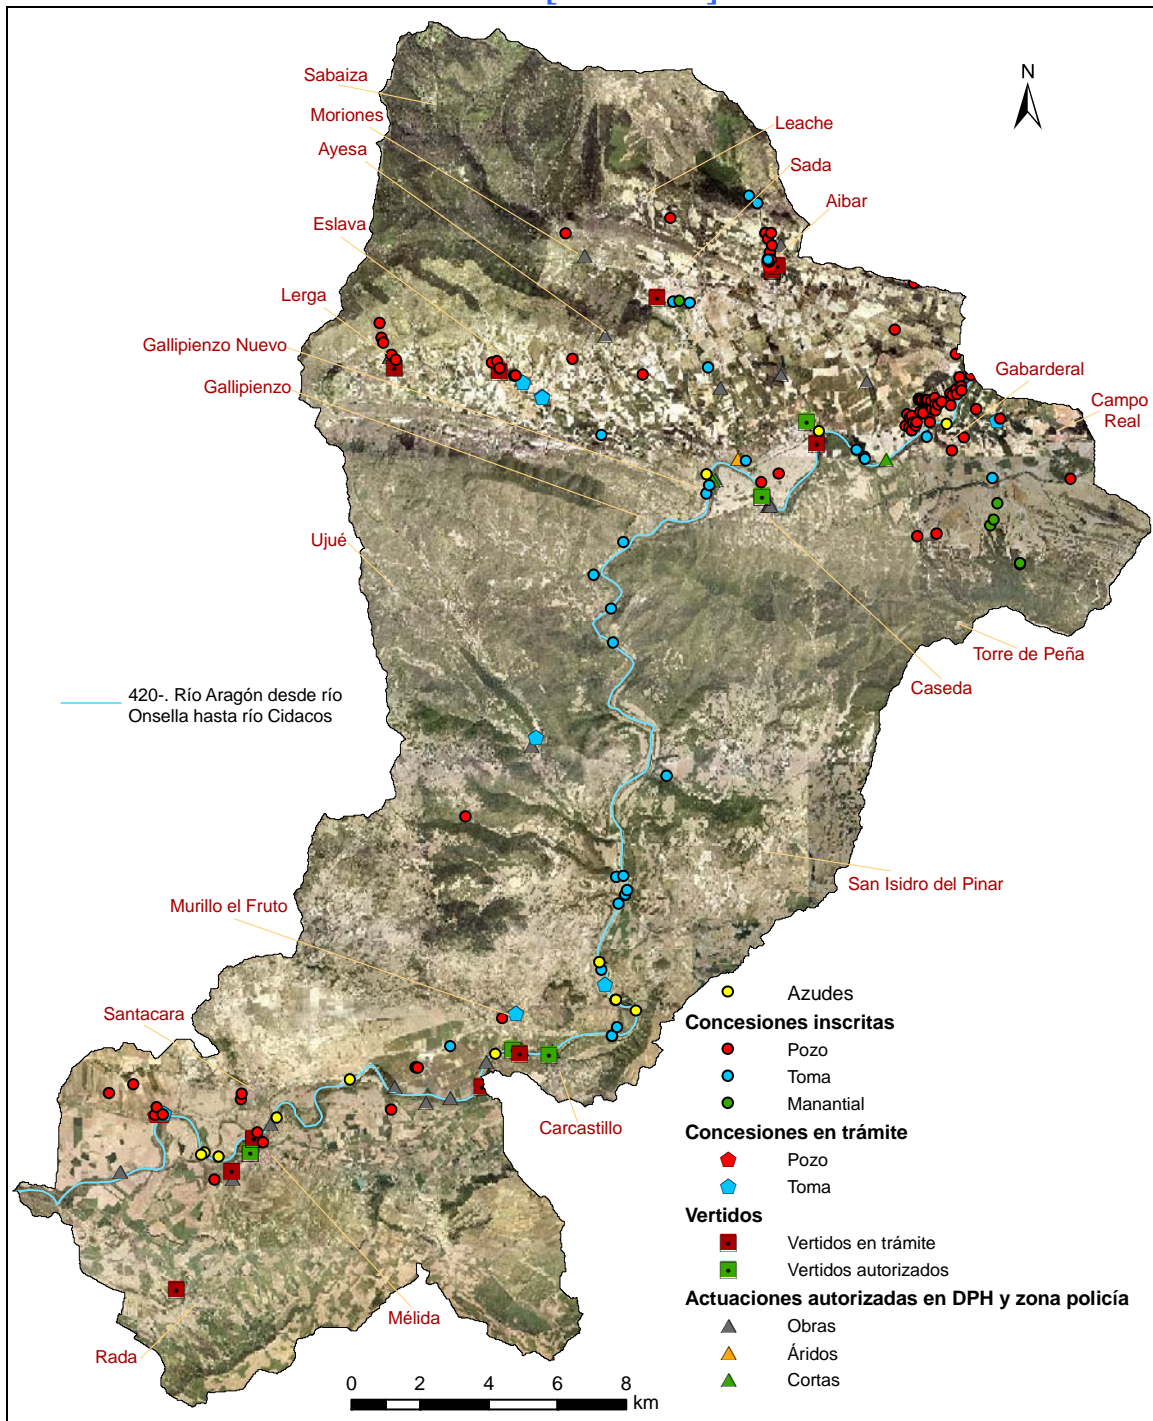 Sabaiza
Moriones
Ayesa
Eslava
Lerga
Gallipienzo Nuevo
Gallipienzo
Ujué
N
Leache
Sada
Aibar
Gabarderal
Campo
Real
Torre de Peña
Caseda
420-. Río Aragón desde río
Onsella hasta río Cidacos
San Isidro del Pinar
Murillo el Fruto
Santacara
Carcastillo
Mélida
Rada
Azudes
Concesiones inscritas
Pozo
Toma
Manantial
Concesiones en trámite
Pozo
Toma
Vertidos
Vertidos en trámite
Vertidos autorizados
Actuaciones autorizadas en DPH y zona policía
Obras
Áridos
Cortas
0 2 4 6 8
km